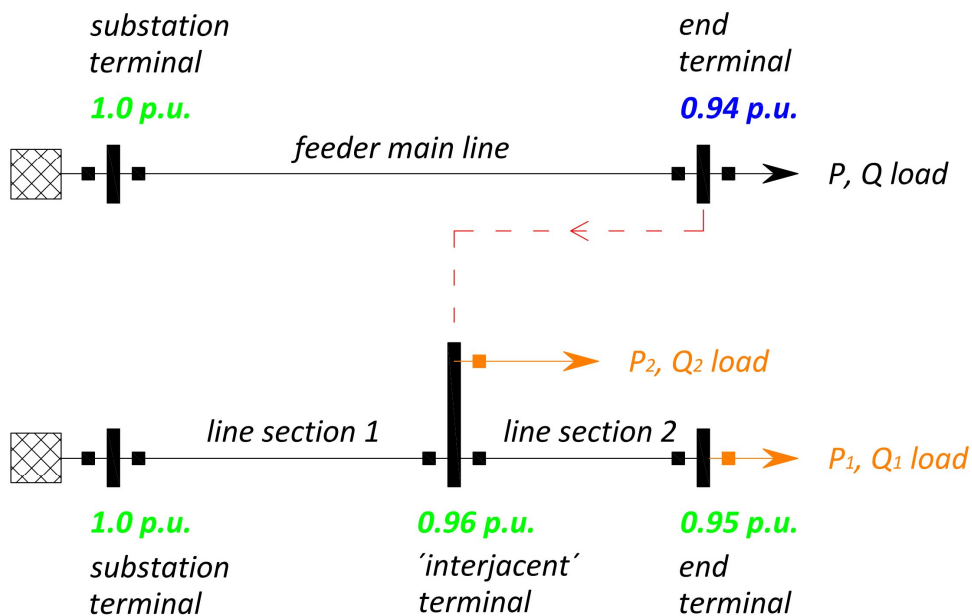 substation
terminal
1.0 p.u.
end
terminal
0.94 p.u.
feeder main line
P, Q load
P₂, Q₂ load
line section 1
line section 2
P₁, Q₁ load
1.0 p.u.
substation
terminal
0.96 p.u.
´interjacent´
terminal
0.95 p.u.
end
terminal